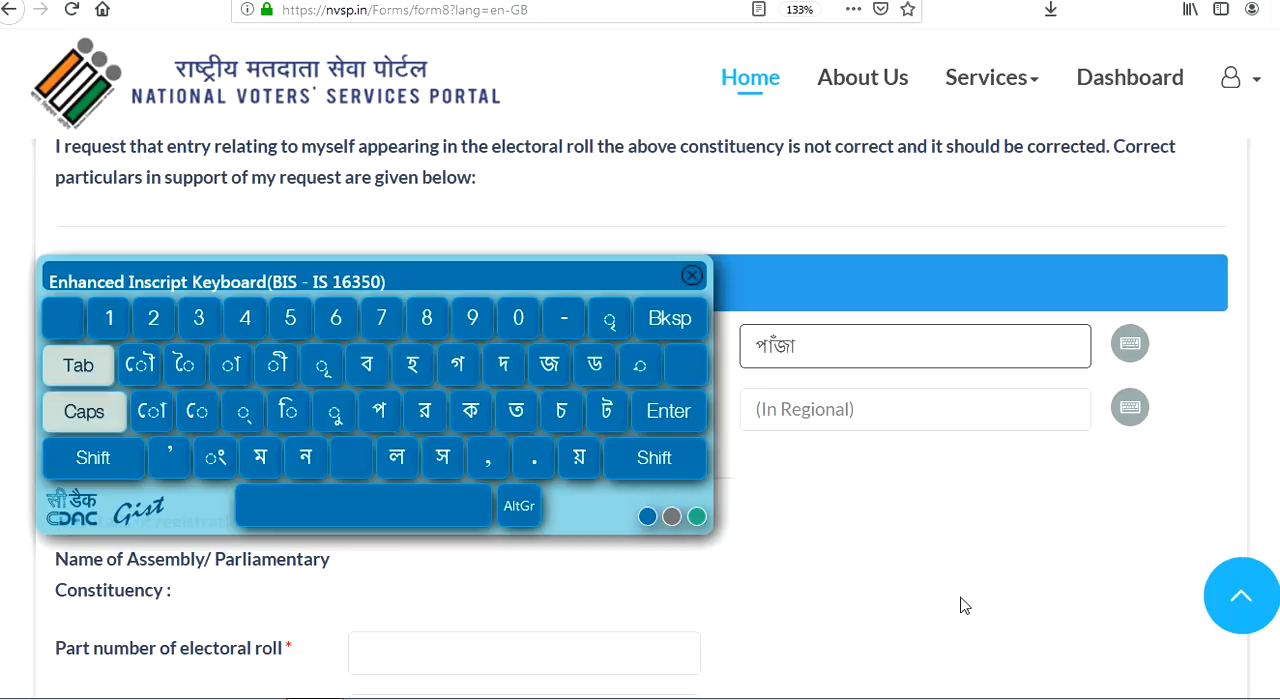 https://nvsp.in/Forms/form8?lang=en-GB
133%
राष्ट्रीय मतदाता सेवा पोर्टल
NATIONAL VOTERS' SERVICES PORTAL
Home
About Us
Services
Dashboard
I request that entry relating to myself appearing in the electoral roll the above constituency is not correct and it should be corrected. Correct
particulars in support of my request are given below:
Enhanced Inscript Keyboard(BIS - IS 16350)
1 2 3 4 5 6 7 8 9 0 - ৃ Bksp
Tab ৌ ৈ া ী ূ ব হ গ দ জ ড ়
Caps ো ে ্ ি ু প র ক ত চ ট Enter
Shift ’ ং ম ন ল স , . য় Shift
सी डैक
CDAC
Gist
AltGr
পাঁজা
(In Regional)
Name of Assembly/ Parliamentary
Constituency :
Part number of electoral roll *